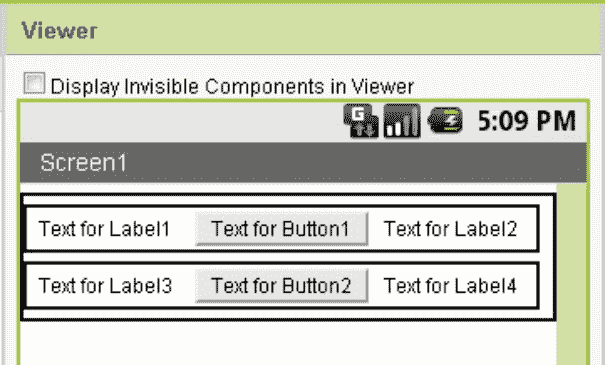 Viewer
Display Invisible Components in Viewer
G 5:09 PM
Screen1
Text for Label1 Text for Button1 Text for Label2
Text for Label3 Text for Button2 Text for Label4